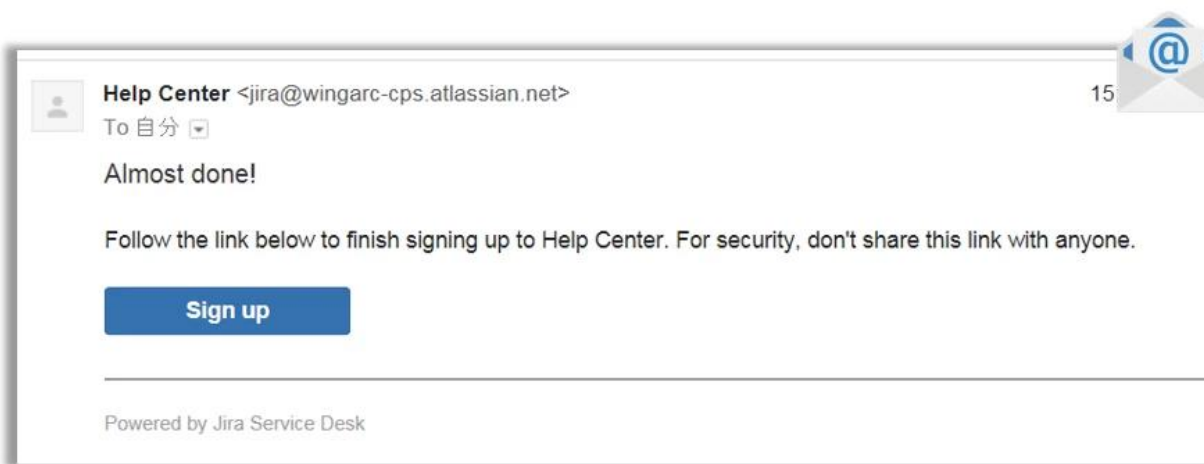 @
Help Center <jira@wingarc-cps.atlassian.net> 15
To 自分
Almost done!
Follow the link below to finish signing up to Help Center. For security, don't share this link with anyone.
Sign up
Powered by Jira Service Desk